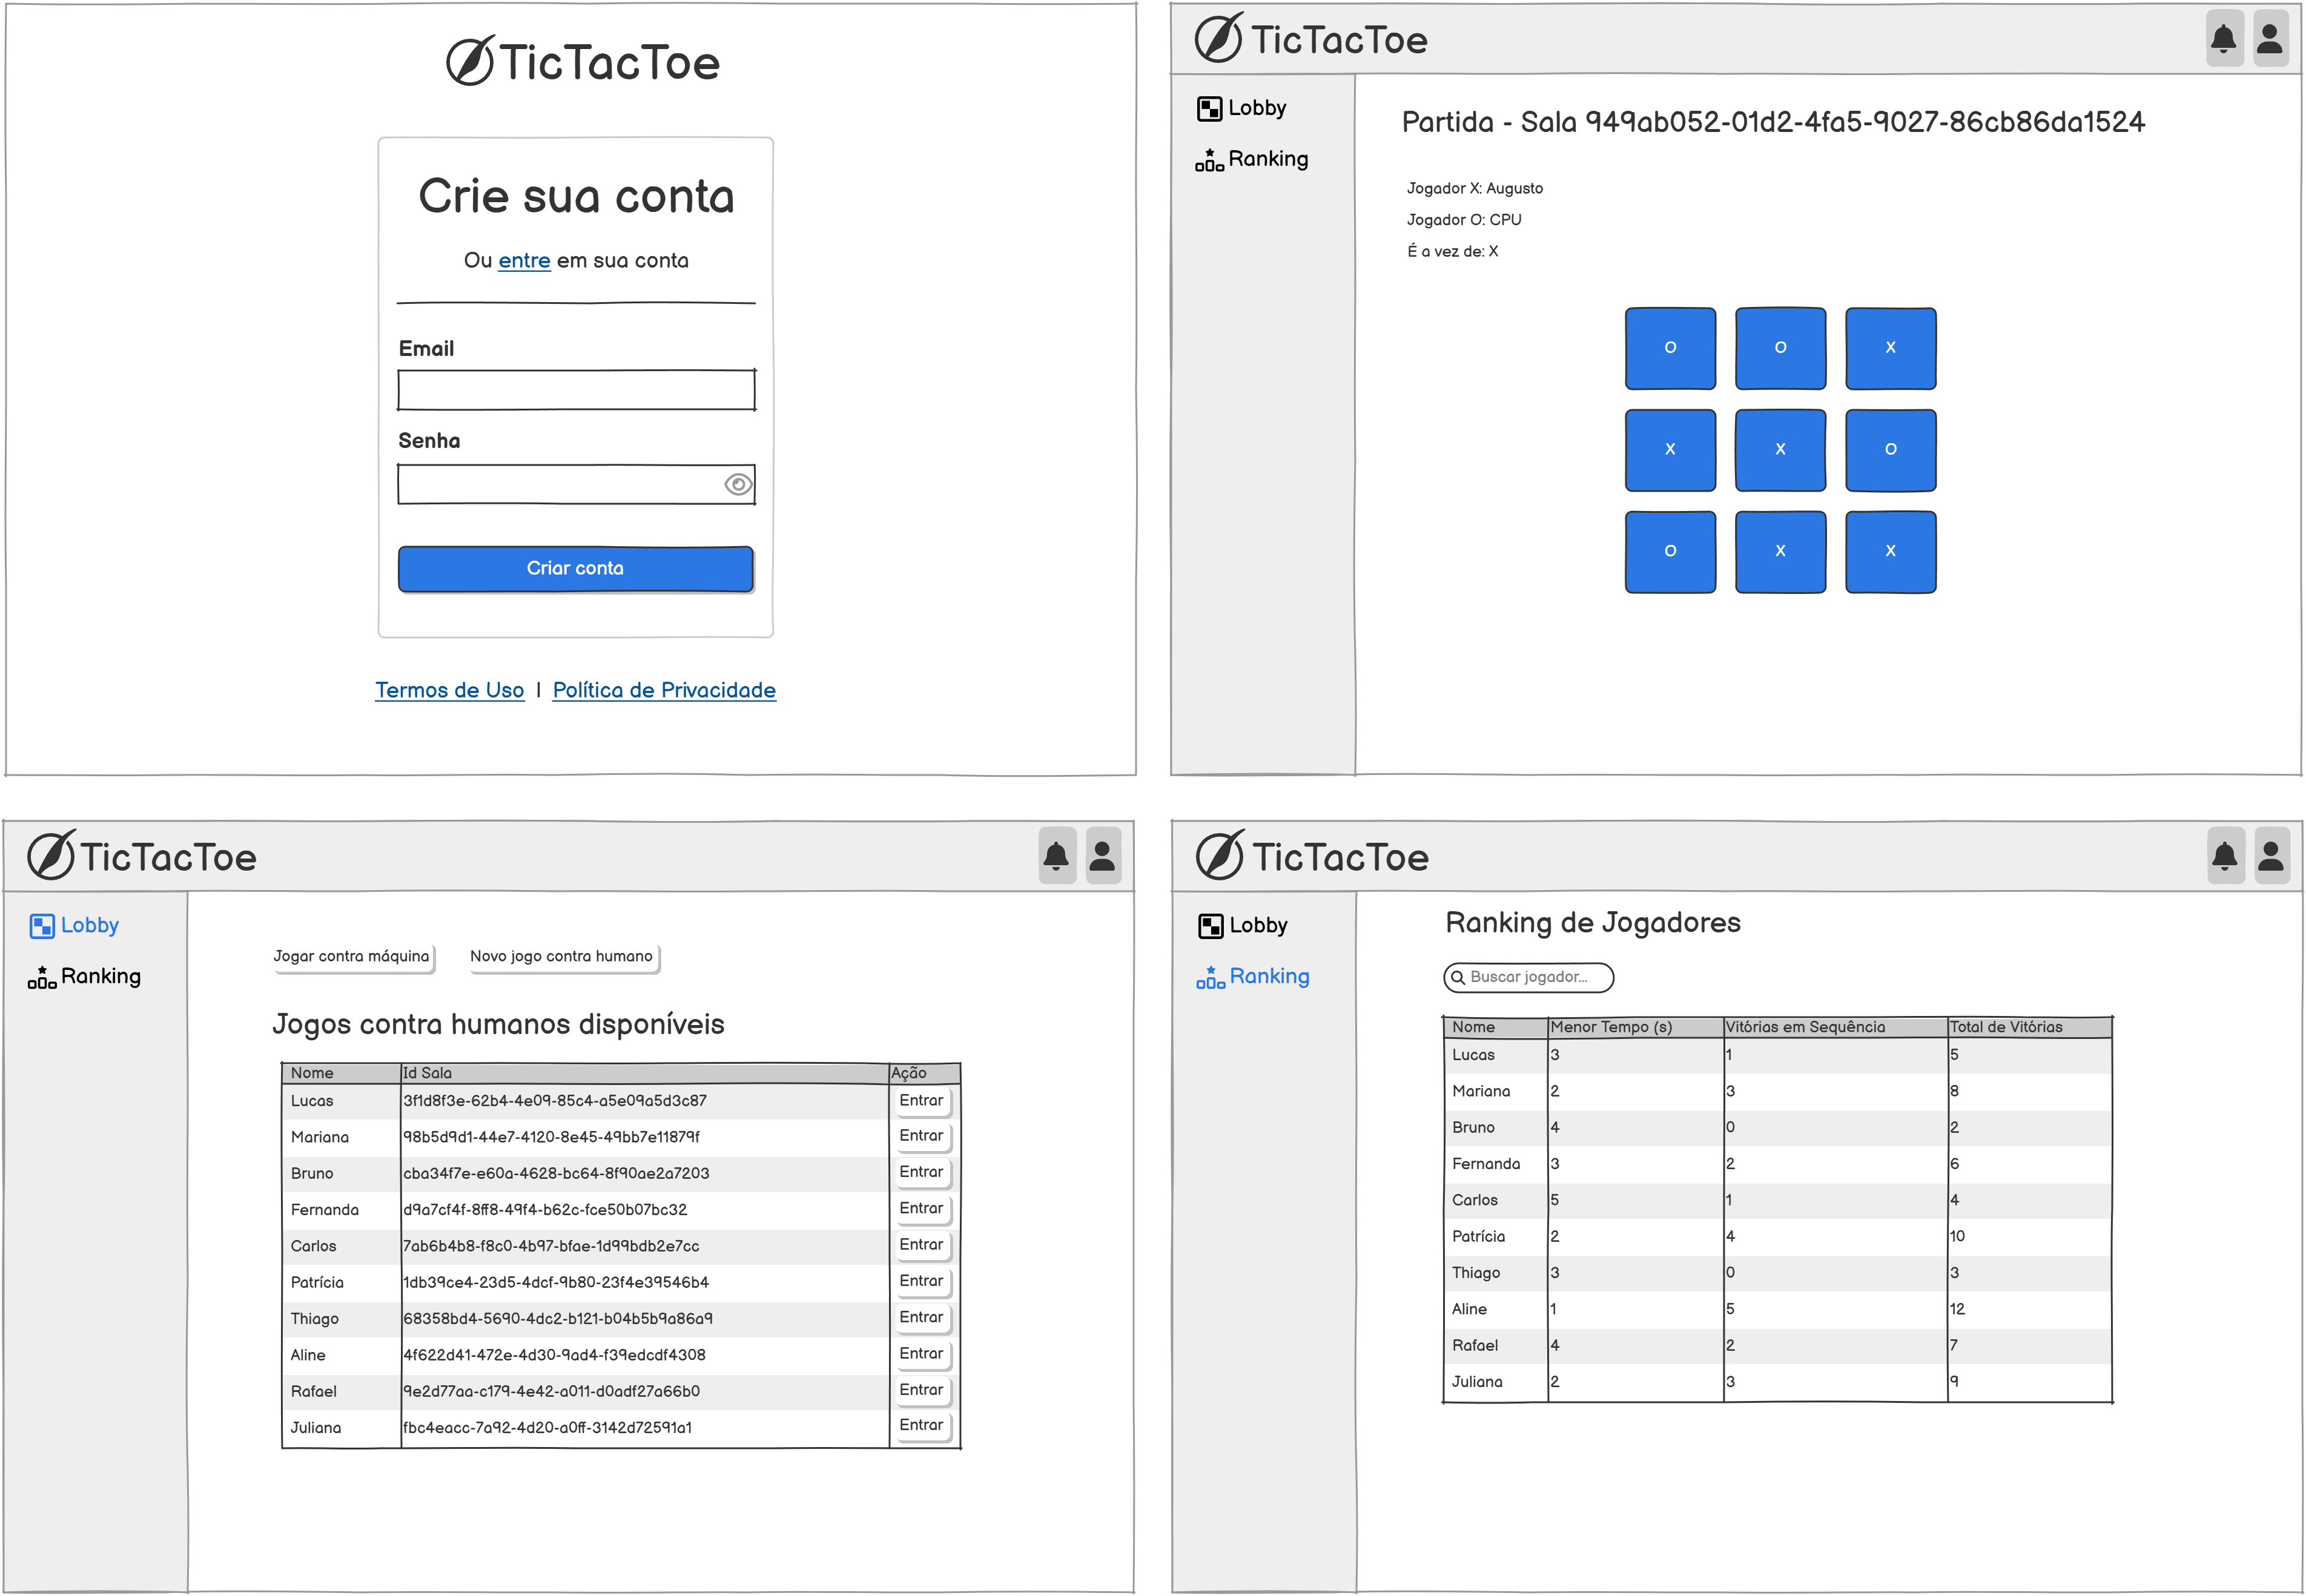 TicTacToe
Crie sua conta
Ou entre em sua conta
Email
Senha
Criar conta
Termos de Uso | Política de Privacidade
TicTacToe
Lobby
Ranking
Partida - Sala 949ab052-01d2-4fa5-9027-86cb86da1524
Jogador X: Augusto
Jogador O: CPU
É a vez de: X
O O X
X X O
O X X
TicTacToe
Lobby
Ranking
Jogar contra máquina Novo jogo contra humano
Jogos contra humanos disponíveis
Nome Id Sala Ação
Lucas 3f1d8f3e-62b4-4e09-85c4-a5e09a5d3c87 Entrar
Mariana 98b5d9d1-44e7-4120-8e45-49bb7e11879f Entrar
Bruno cba34f7e-e60a-4628-bc64-8f90ae2a7203 Entrar
Fernanda d9a7cf4f-8ff8-49f4-b62c-fce50b07bc32 Entrar
Carlos 7ab6b4b8-f8c0-4b97-bfae-1d99bdb2e7cc Entrar
Patrícia 1db39ce4-23d5-4dcf-9b80-23f4e39546b4 Entrar
Thiago 68358bd4-5690-4dc2-b121-b04b5b9a86a9 Entrar
Aline 4f622d41-472e-4d30-9ad4-f39edcdf4308 Entrar
Rafael 9e2d77aa-c179-4e42-a011-d0adf27a66b0 Entrar
Juliana fbc4eacc-7a92-4d20-a0ff-3142d72591a1 Entrar
TicTacToe
Lobby
Ranking
Ranking de Jogadores
Buscar jogador...
Nome Menor Tempo (s) Vitórias em Sequência Total de Vitórias
Lucas 3 1 5
Mariana 2 3 8
Bruno 4 0 2
Fernanda 3 2 6
Carlos 5 1 4
Patrícia 2 4 10
Thiago 3 0 3
Aline 1 5 12
Rafael 4 2 7
Juliana 2 3 9